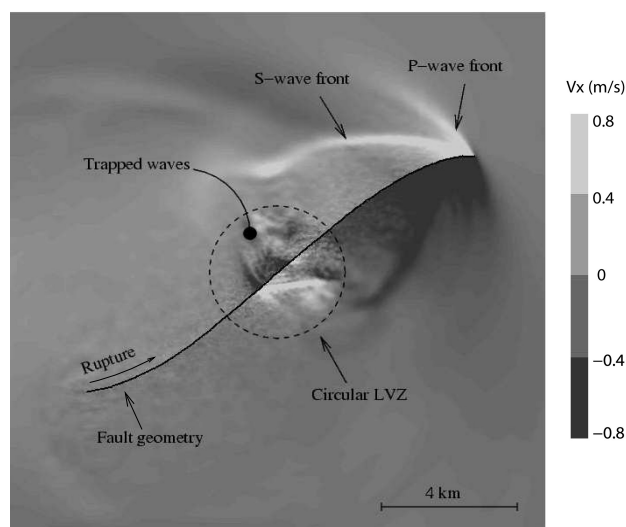 P−wave front
S−wave front
Vx (m/s)
0.8
Trapped waves
0.4
0
Rupture
−0.4
Circular LVZ
Fault geometry
−0.8
4 km